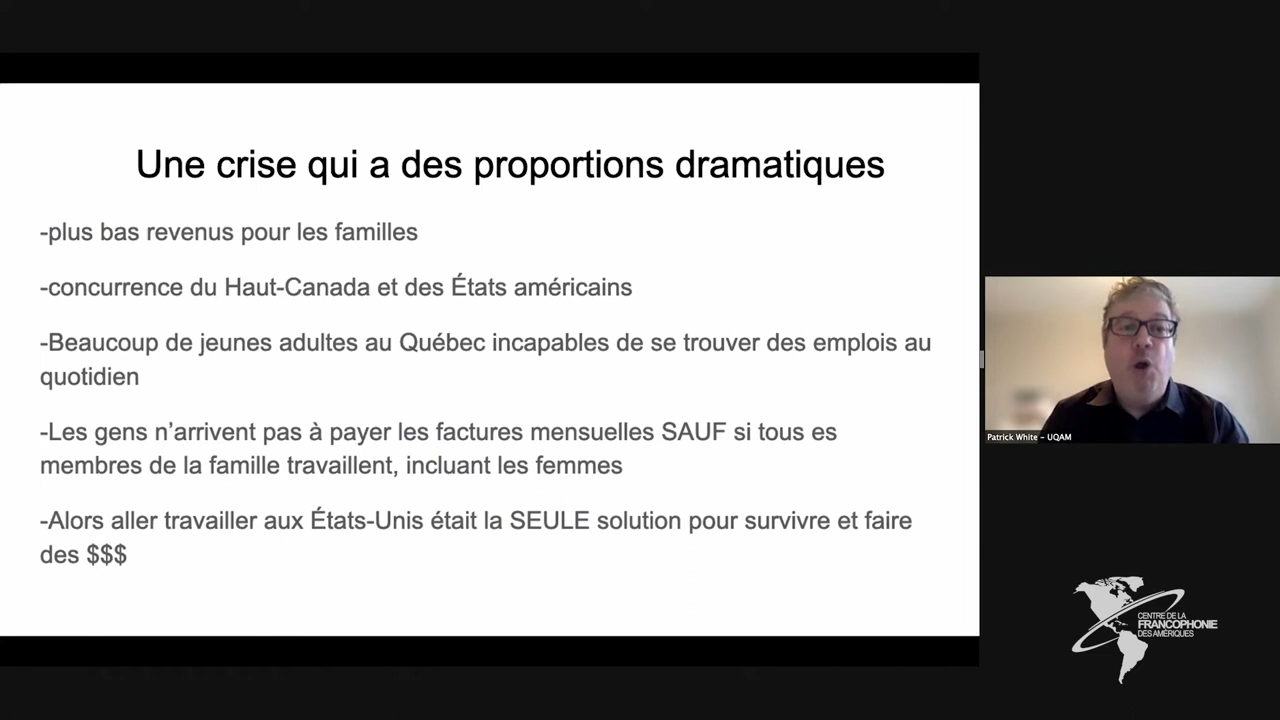 Une crise qui a des proportions dramatiques
-plus bas revenus pour les familles
-concurrence du Haut-Canada et des États américains
-Beaucoup de jeunes adultes au Québec incapables de se trouver des emplois au
quotidien
-Les gens n’arrivent pas à payer les factures mensuelles SAUF si tous es
membres de la famille travaillent, incluant les femmes
-Alors aller travailler aux États-Unis était la SEULE solution pour survivre et faire
des $$$
Patrick White – UQAM
CENTRE DE LA
FRANCOPHONIE
DES AMÉRIQUES